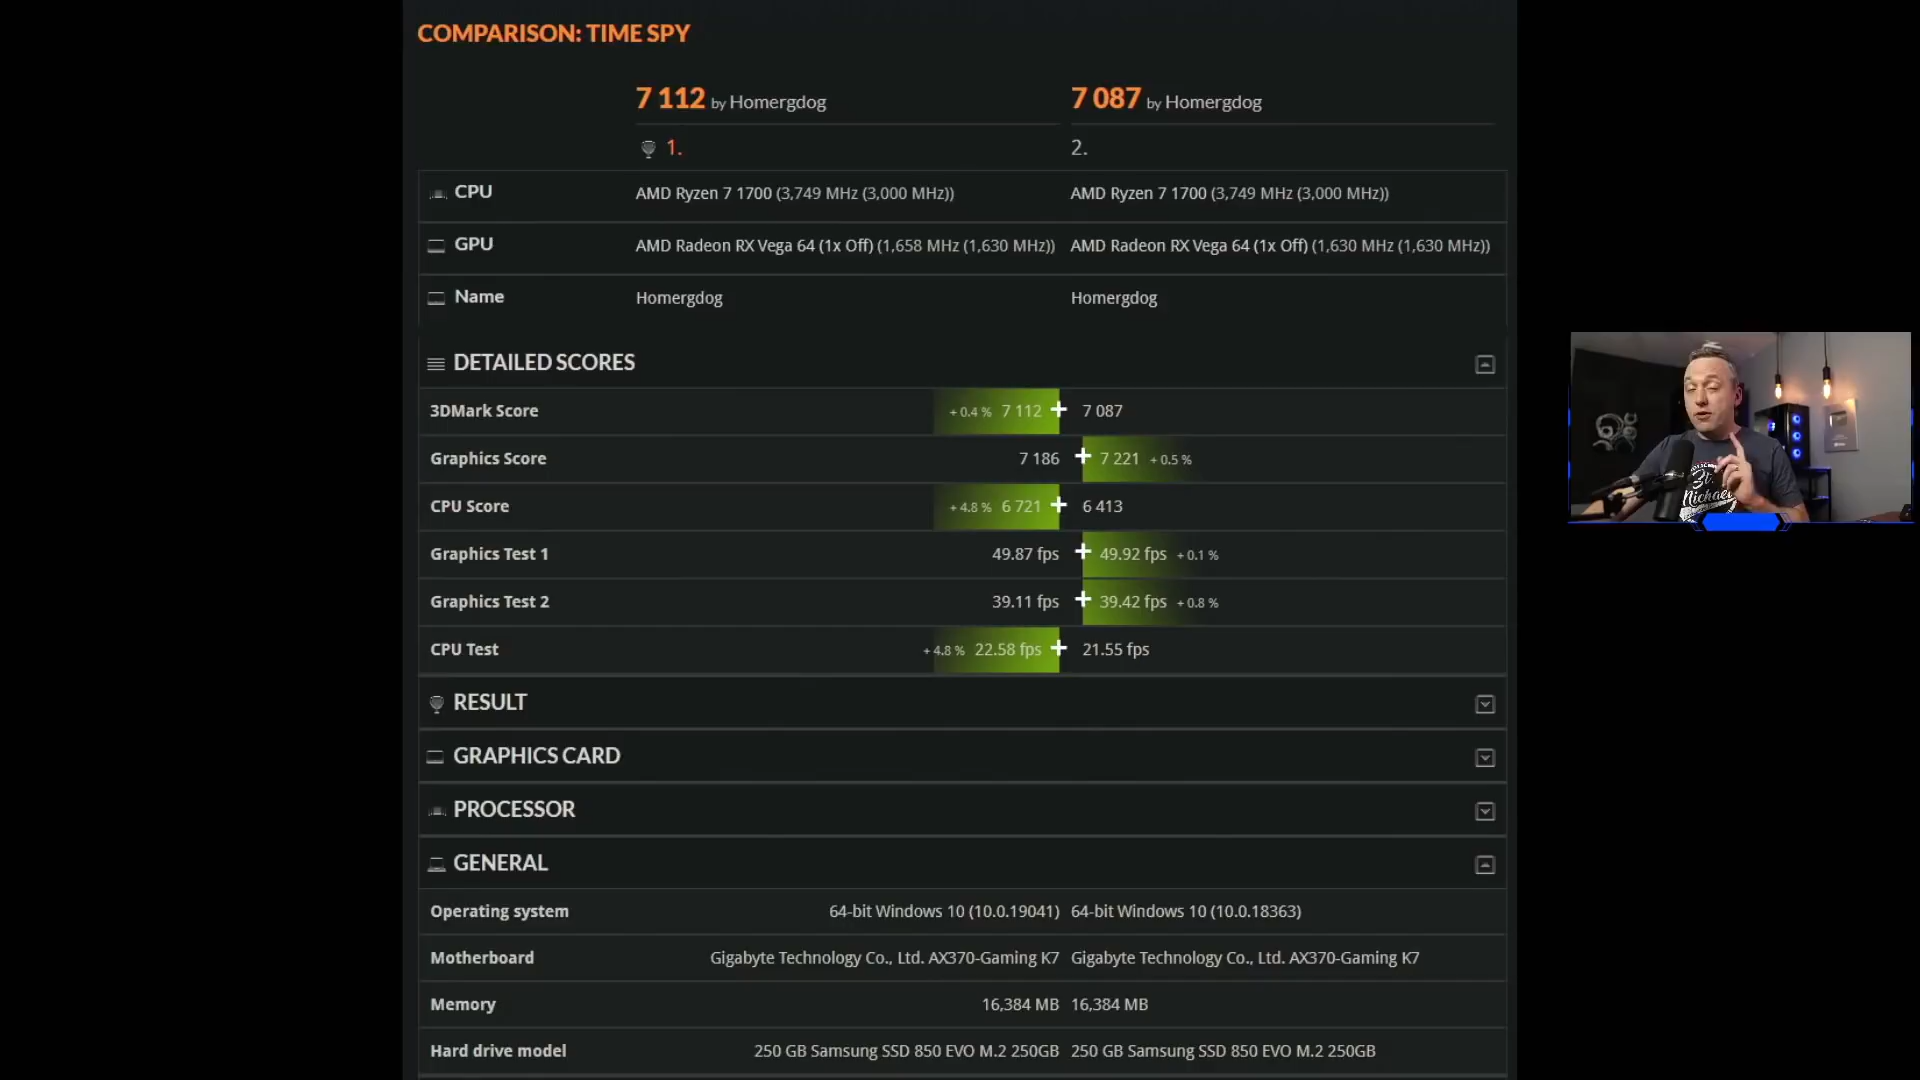 COMPARISON: TIME SPY
7 112 by Homergdog 7 087 by Homergdog
1. 2.
CPU AMD Ryzen 7 1700 (3,749 MHz (3,000 MHz)) AMD Ryzen 7 1700 (3,749 MHz (3,000 MHz))
GPU AMD Radeon RX Vega 64 (1x Off) (1,658 MHz (1,630 MHz)) AMD Radeon RX Vega 64 (1x Off) (1,630 MHz (1,630 MHz))
Name Homergdog Homergdog
DETAILED SCORES
3DMark Score + 0.4 % 7 112 + 7 087
Graphics Score 7 186 + 7 221 + 0.5 %
CPU Score + 4.8 % 6 721 + 6 413
Graphics Test 1 49.87 fps + 49.92 fps + 0.1 %
Graphics Test 2 39.11 fps + 39.42 fps + 0.8 %
CPU Test + 4.8 % 22.58 fps + 21.55 fps
RESULT
GRAPHICS CARD
PROCESSOR
GENERAL
Operating system 64-bit Windows 10 (10.0.19041) 64-bit Windows 10 (10.0.18363)
Motherboard Gigabyte Technology Co., Ltd. AX370-Gaming K7 Gigabyte Technology Co., Ltd. AX370-Gaming K7
Memory 16,384 MB 16,384 MB
Hard drive model 250 GB Samsung SSD 850 EVO M.2 250GB 250 GB Samsung SSD 850 EVO M.2 250GB
St.